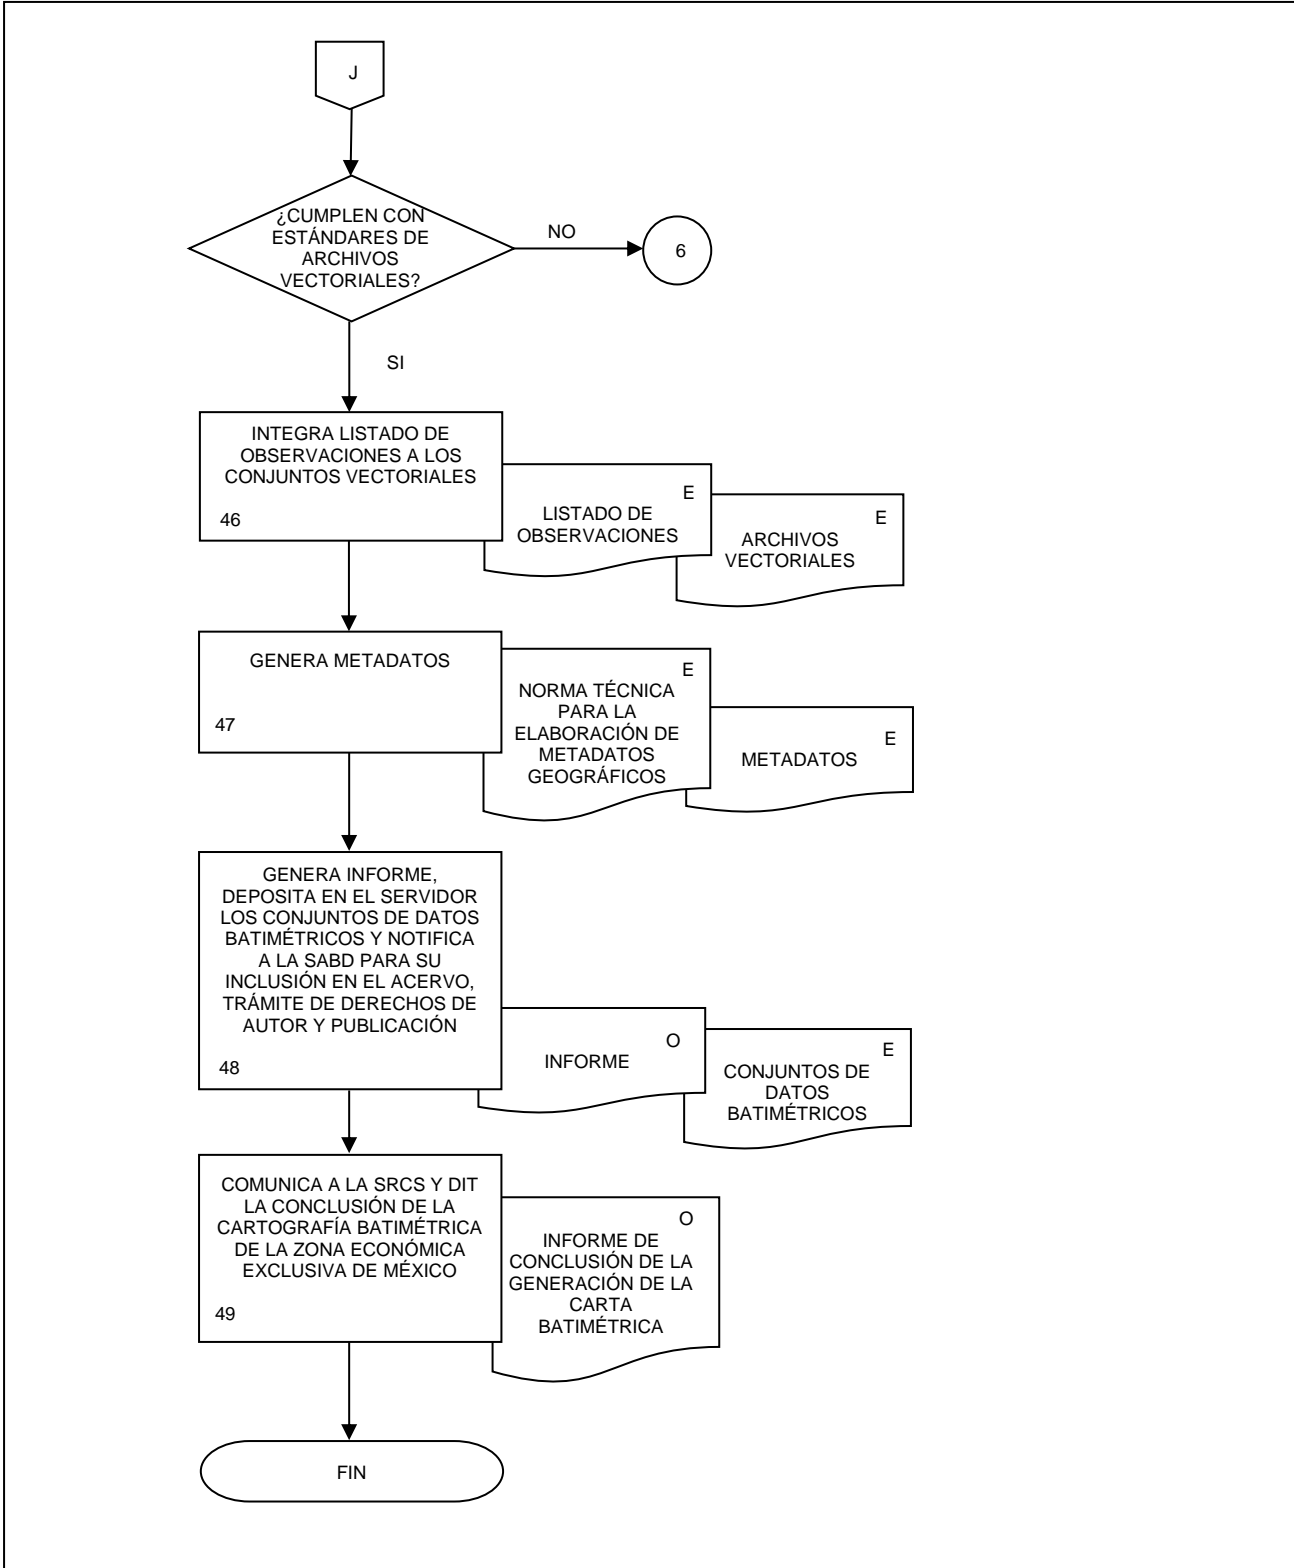 J
¿CUMPLEN CON
ESTÁNDARES DE
ARCHIVOS
VECTORIALES?
NO
6
SI
INTEGRA LISTADO DE
OBSERVACIONES A LOS
CONJUNTOS VECTORIALES
46
E
LISTADO DE
OBSERVACIONES
E
ARCHIVOS
VECTORIALES
GENERA METADATOS
47
E
NORMA TÉCNICA
PARA LA
ELABORACIÓN DE
METADATOS
GEOGRÁFICOS
E
METADATOS
GENERA INFORME,
DEPOSITA EN EL SERVIDOR
LOS CONJUNTOS DE DATOS
BATIMÉTRICOS Y NOTIFICA
A LA SABD PARA SU
INCLUSIÓN EN EL ACERVO,
TRÁMITE DE DERECHOS DE
AUTOR Y PUBLICACIÓN
48
O
INFORME
E
CONJUNTOS DE
DATOS
BATIMÉTRICOS
COMUNICA A LA SRCS Y DIT
LA CONCLUSIÓN DE LA
CARTOGRAFÍA BATIMÉTRICA
DE LA ZONA ECONÓMICA
EXCLUSIVA DE MÉXICO
49
O
INFORME DE
CONCLUSIÓN DE LA
GENERACIÓN DE LA
CARTA
BATIMÉTRICA
FIN